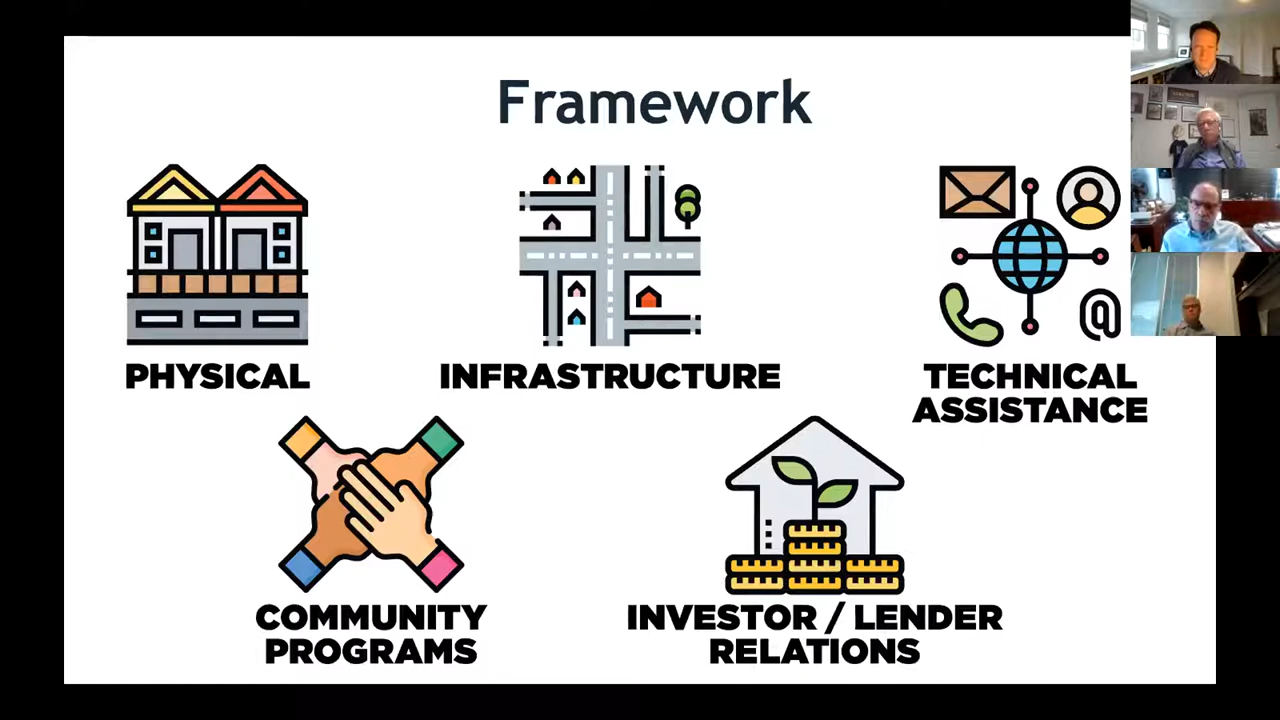 Framework
PHYSICAL
INFRASTRUCTURE
TECHNICAL
ASSISTANCE
COMMUNITY
PROGRAMS
INVESTOR / LENDER
RELATIONS